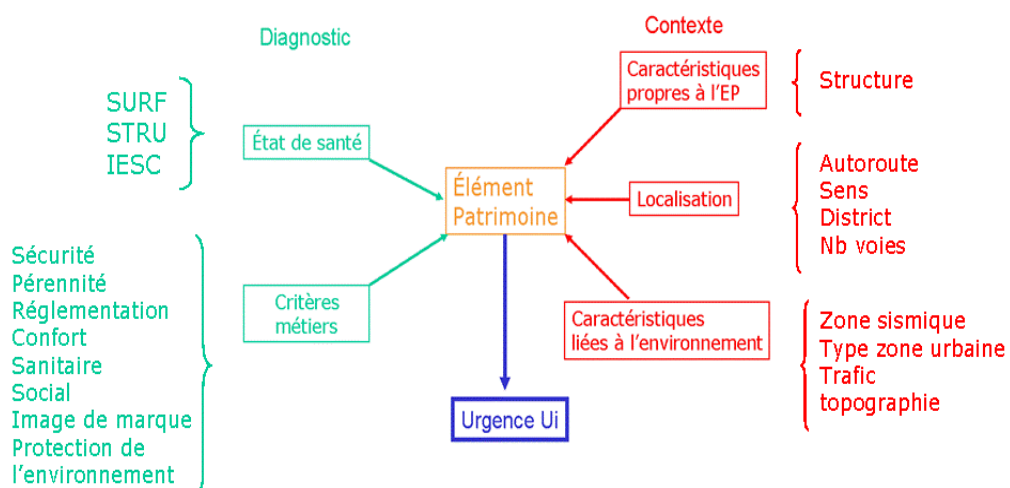 Diagnostic
Contexte
SURF
STRU
IESC
État de santé
Caractéristiques
propres à l'EP
Structure
Élément
Patrimoine
Localisation
Autoroute
Sens
District
Nb voies
Sécurité
Pérennité
Réglementation
Confort
Sanitaire
Social
Image de marque
Protection de
l'environnement
Critères
métiers
Caractéristiques
liées à l'environnement
Zone sismique
Type zone urbaine
Trafic
topographie
Urgence Ui